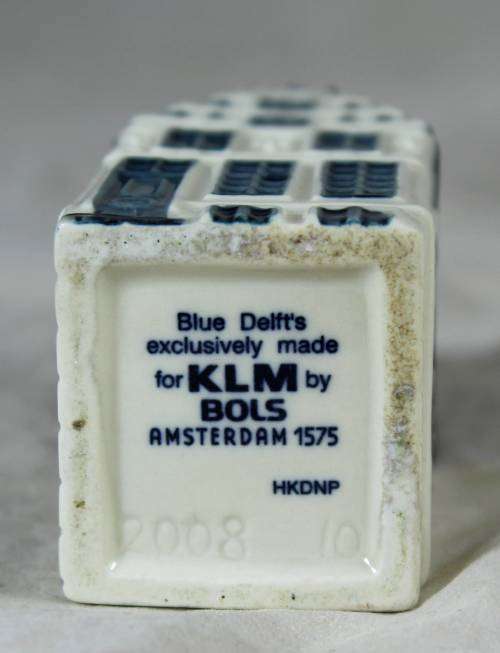 Blue Delft's
exclusively made
for KLM by
BOLS
AMSTERDAM 1575
HKDNP
2008 10